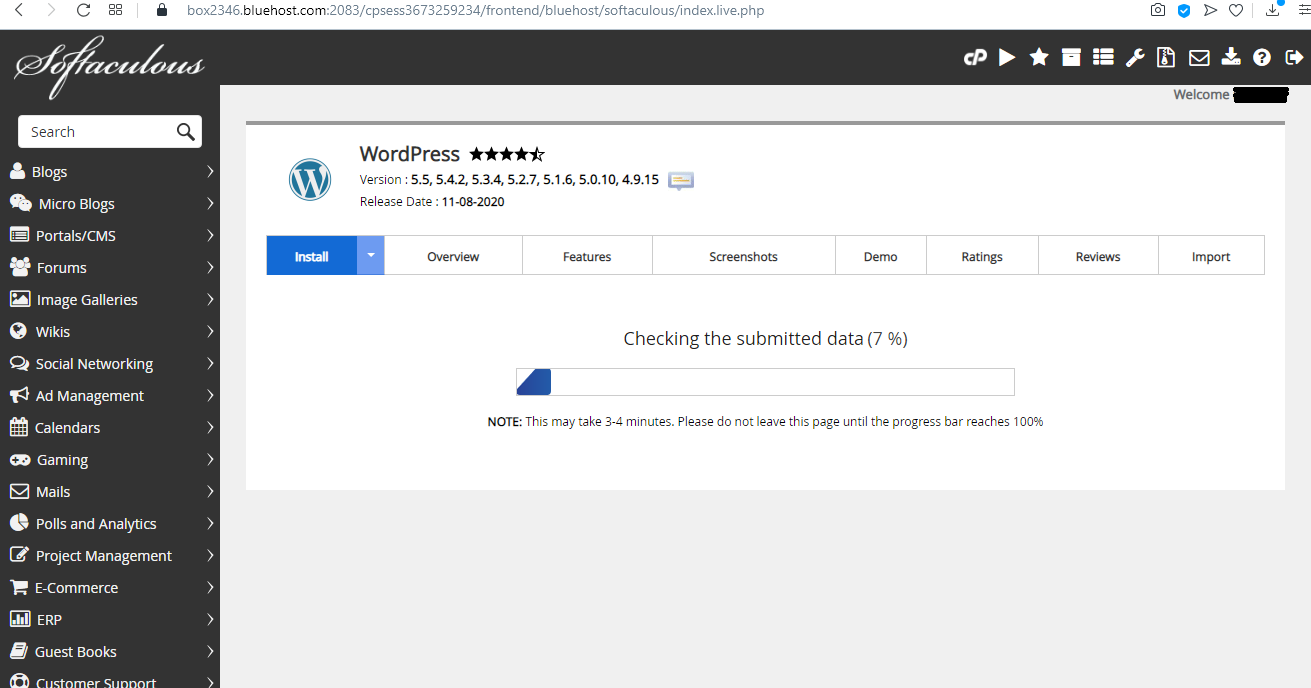 box2346.bluehost.com:2083/cpsess3673259234/frontend/bluehost/softaculous/index.live.php
Softaculous
cP
Welcome
Search
Blogs
Micro Blogs
Portals/CMS
Forums
Image Galleries
Wikis
Social Networking
Ad Management
Calendars
Gaming
Mails
Polls and Analytics
Project Management
E-Commerce
ERP
Guest Books
Customer Support
WordPress
Version : 5.5, 5.4.2, 5.3.4, 5.2.7, 5.1.6, 5.0.10, 4.9.15
Release Date : 11-08-2020
Install Overview Features Screenshots Demo Ratings Reviews Import
Checking the submitted data (7 %)
NOTE: This may take 3-4 minutes. Please do not leave this page until the progress bar reaches 100%